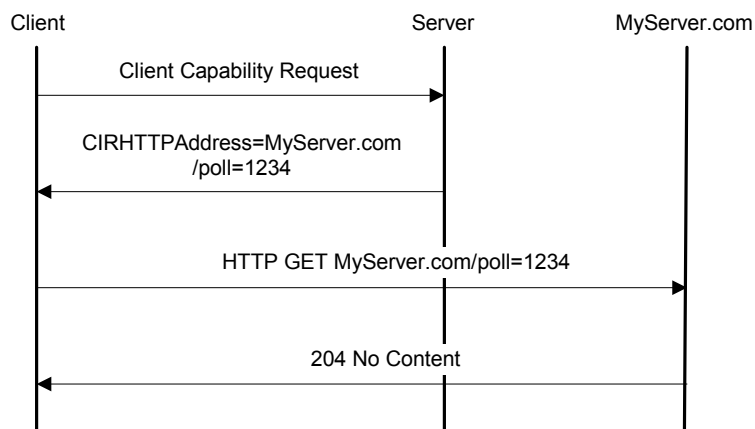 Client
Server
MyServer.com
Client Capability Request
CIRHTTPAddress=MyServer.com
/poll=1234
HTTP GET MyServer.com/poll=1234
204 No Content